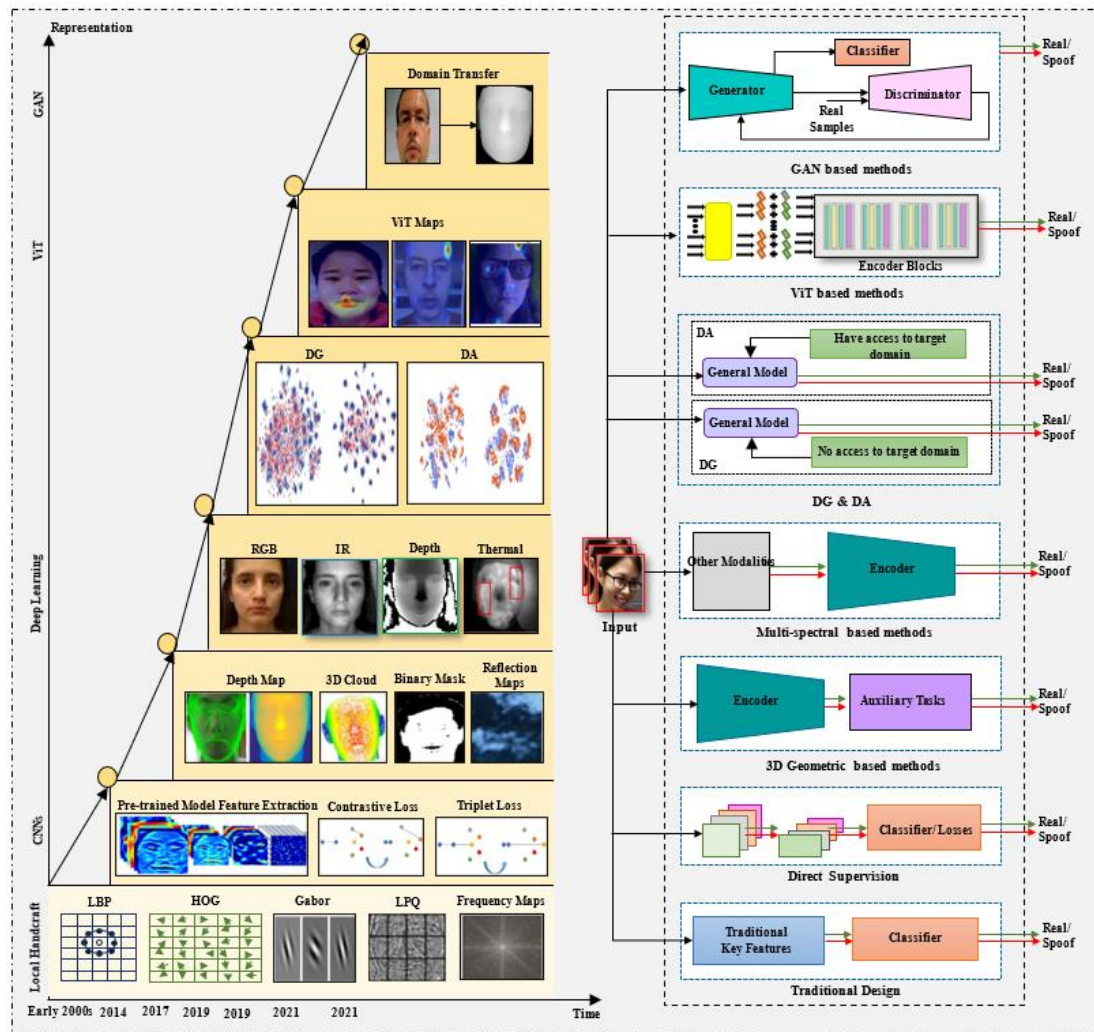 Representation
GAN
Domain Transfer
ViT
ViT Maps
DG
DA
Deep Learning
RGB
IR
Depth
Thermal
Depth Map
3D Cloud
Binary Mask
Reflection
Maps
CNNs
Pre-trained Model Feature Extraction
Contrastive Loss
Triplet Loss
Local Handcraft
LBP
HOG
Gabor
LPQ
Frequency Maps
Early 2000s
2014
2017
2019
2019
2021
2021
Time
Input
Classifier
Generator
Discriminator
Real
Samples
Real/
Spoof
GAN based methods
Encoder Blocks
Real/
Spoof
ViT based methods
DA
Have access to target
domain
General Model
Real/
Spoof
General Model
Real/
Spoof
No access to target domain
DG
DG & DA
Other Modalities
Encoder
Real/
Spoof
Multi-spectral based methods
Encoder
Auxiliary Tasks
Real/
Spoof
3D Geometric based methods
Classifier/Losses
Real/
Spoof
Direct Supervision
Traditional
Key Features
Classifier
Real/
Spoof
Traditional Design